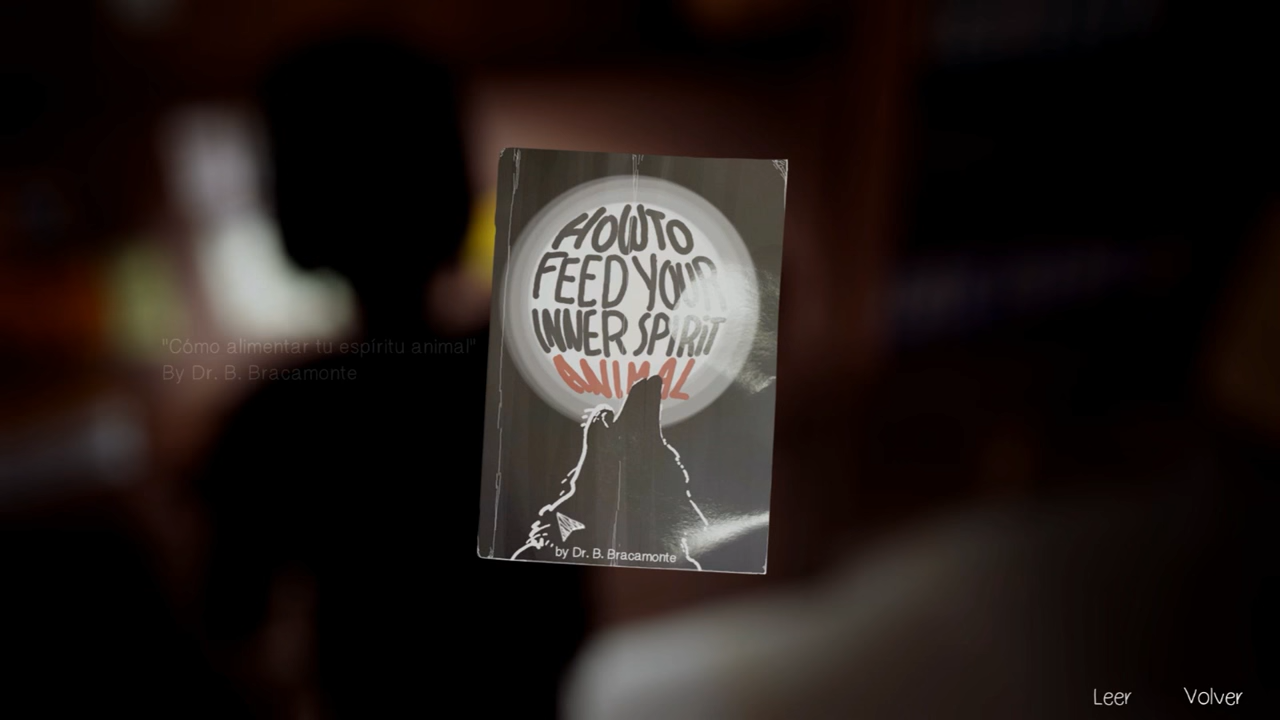 "Cómo alimentar tu espíritu animal"
By Dr. B. Bracamonte
HOW TO
FEED YOUR
INNER SPIRIT
ANIMAL
by Dr. B. Bracamonte
Leer Volver